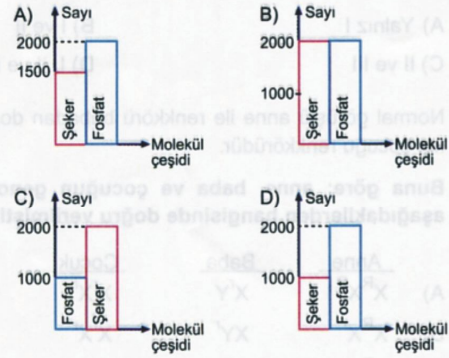 A) Sayı
2000
1500
Şeker
Fosfat
Molekül
çeşidi
B) Sayı
2000
1000
Şeker
Fosfat
Molekül
çeşidi
C) Sayı
2000
1000
Fosfat
Şeker
Molekül
çeşidi
D) Sayı
2000
1000
Şeker
Fosfat
Molekül
çeşidi